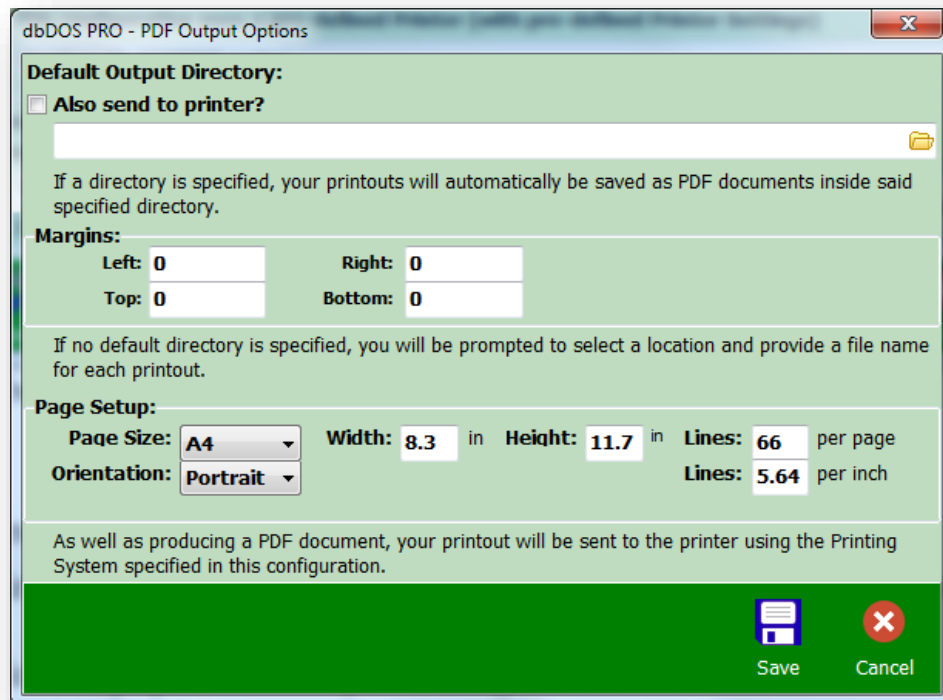 dbDOS PRO - PDF Output Options
Default Output Directory:
Also send to printer?
If a directory is specified, your printouts will automatically be saved as PDF documents inside said
specified directory.
Margins:
Left: 0 Right: 0
Top: 0 Bottom: 0
If no default directory is specified, you will be prompted to select a location and provide a file name
for each printout.
Page Setup:
Page Size: A4 Width: 8.3 in Height: 11.7 in Lines: 66 per page
Orientation: Portrait Lines: 5.64 per inch
As well as producing a PDF document, your printout will be sent to the printer using the Printing
System specified in this configuration.
Save Cancel